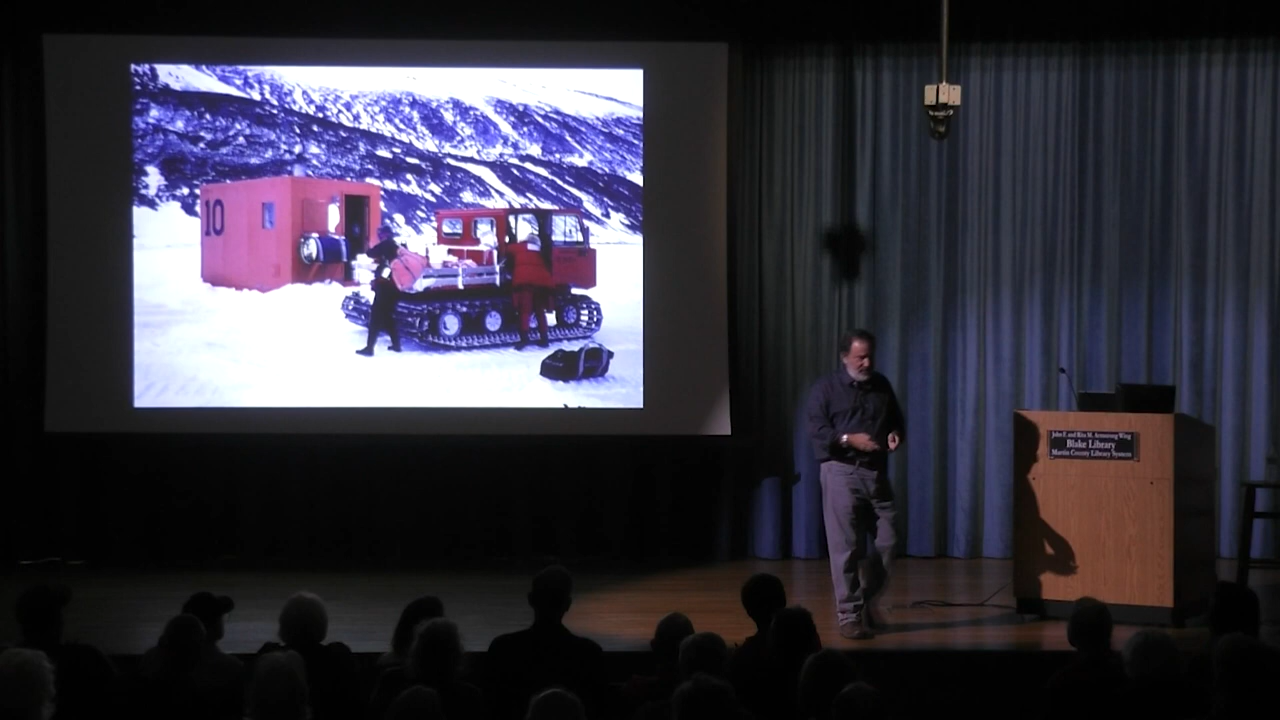 10
John F. and Rita M. Armstrong Wing
Blake Library
Martin County Library System